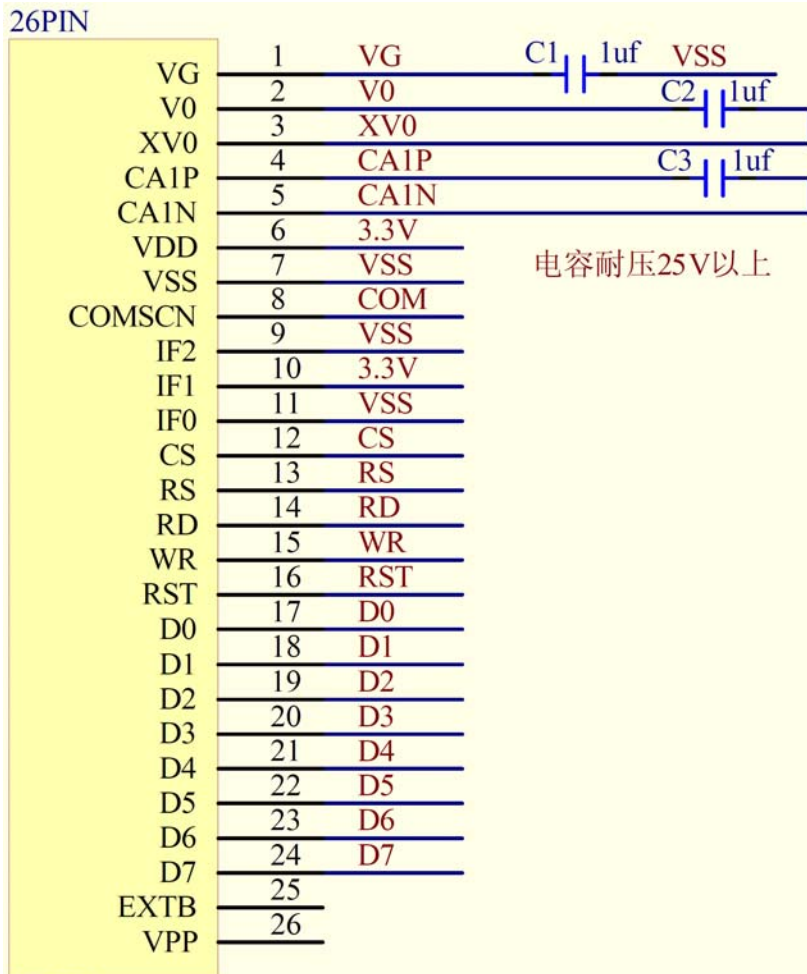 26PIN
VG 1 VG C1 1uf VSS
V0 2 V0 C2 1uf
XV0 3 XV0
CA1P 4 CA1P C3 1uf
CA1N 5 CA1N
VDD 6 3.3V
VSS 7 VSS 电容耐压25V以上
COMSCN 8 COM
IF2 9 VSS
IF1 10 3.3V
IF0 11 VSS
CS 12 CS
RS 13 RS
RD 14 RD
WR 15 WR
RST 16 RST
D0 17 D0
D1 18 D1
D2 19 D2
D3 20 D3
D4 21 D4
D5 22 D5
D6 23 D6
D7 24 D7
EXTB 25
VPP 26